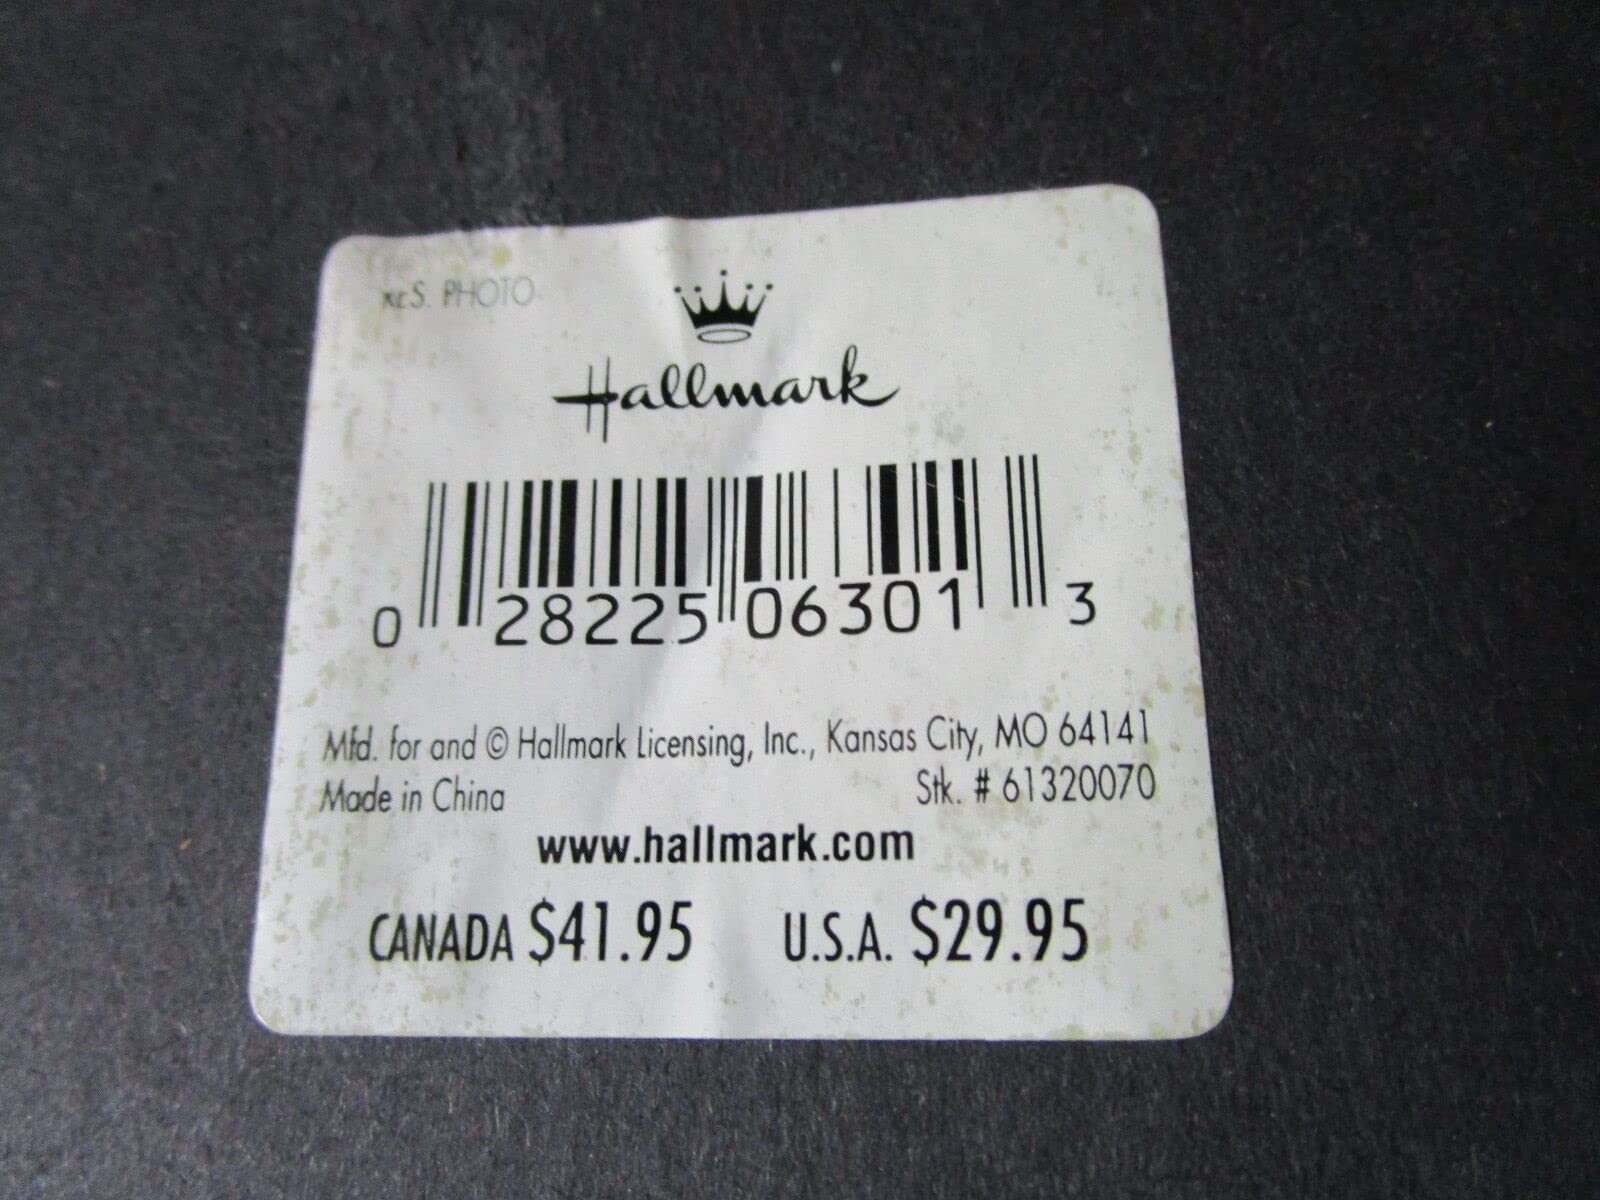 PHOTO
Hallmark
0 28225 06301 3
Mfd. for and © Hallmark Licensing, Inc., Kansas City, MO 64141
Made in China Stk. # 61320070
www.hallmark.com
CANADA $41.95 U.S.A. $29.95